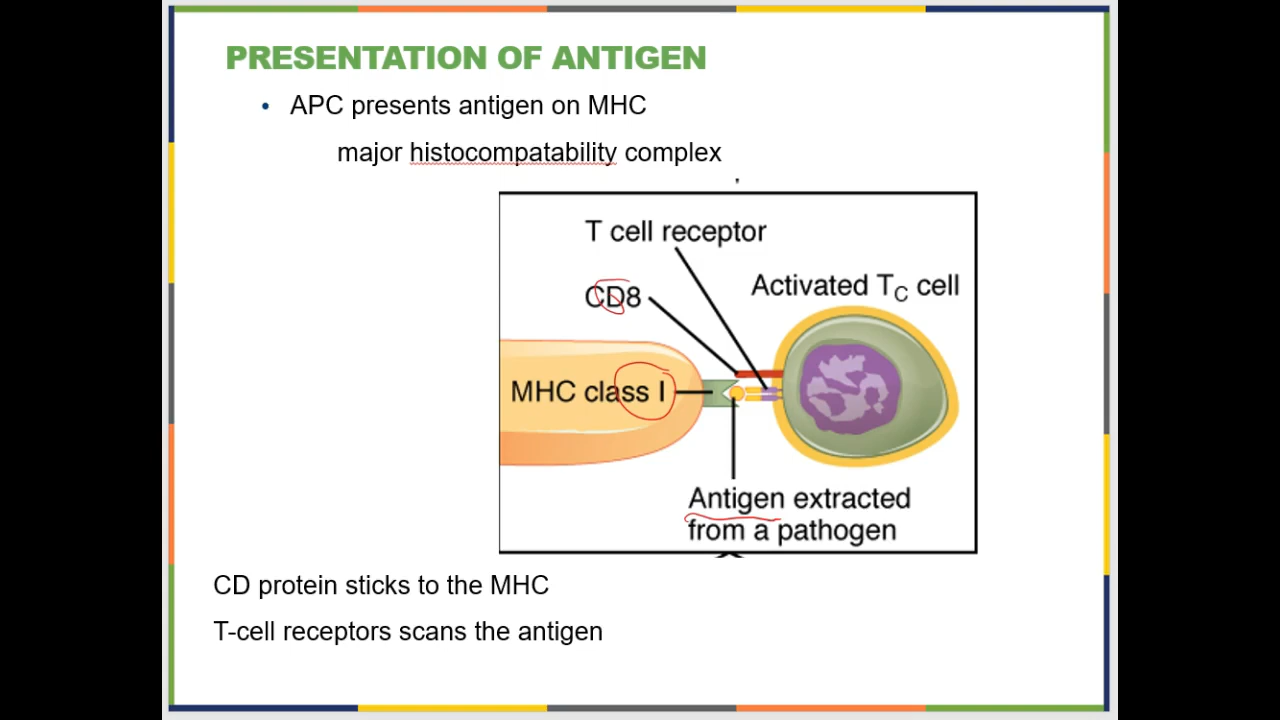 PRESENTATION OF ANTIGEN
• APC presents antigen on MHC
major histocompatability complex
T cell receptor
CD8
Activated TC cell
MHC class I
Antigen extracted
from a pathogen
CD protein sticks to the MHC
T-cell receptors scans the antigen